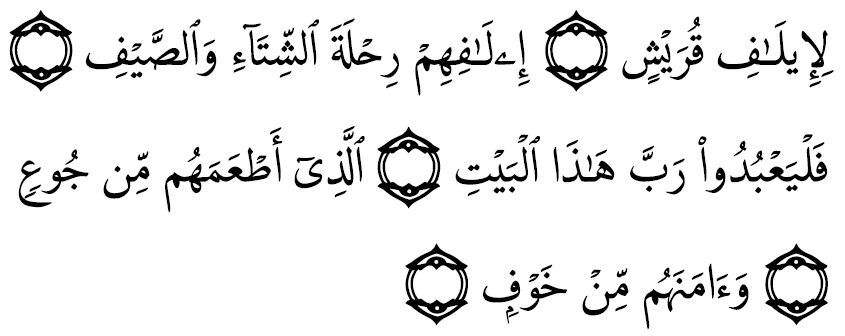 لِإِيلَـٰفِ قُرَيْشٍ ۝ إِۦلَـٰفِهِمْ رِحْلَةَ ٱلشِّتَآءِ وَٱلصَّيْفِ ۝
فَلْيَعْبُدُوا۟ رَبَّ هَـٰذَا ٱلْبَيْتِ ۝ ٱلَّذِىٓ أَطْعَمَهُم مِّن جُوعٍ
۝ وَءَامَنَهُم مِّنْ خَوْفٍۭ ۝